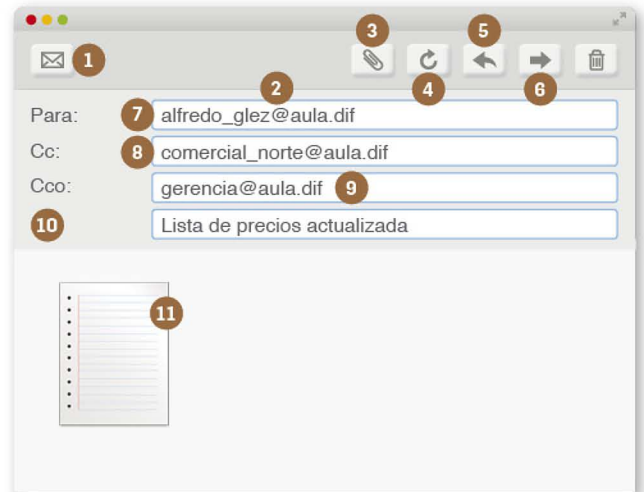 3 5
1
2 4 6
Para: 7 alfredo_glez@aula.dif
Cc: 8 comercial_norte@aula.dif
Cco: gerencia@aula.dif 9
10 Lista de precios actualizada
11